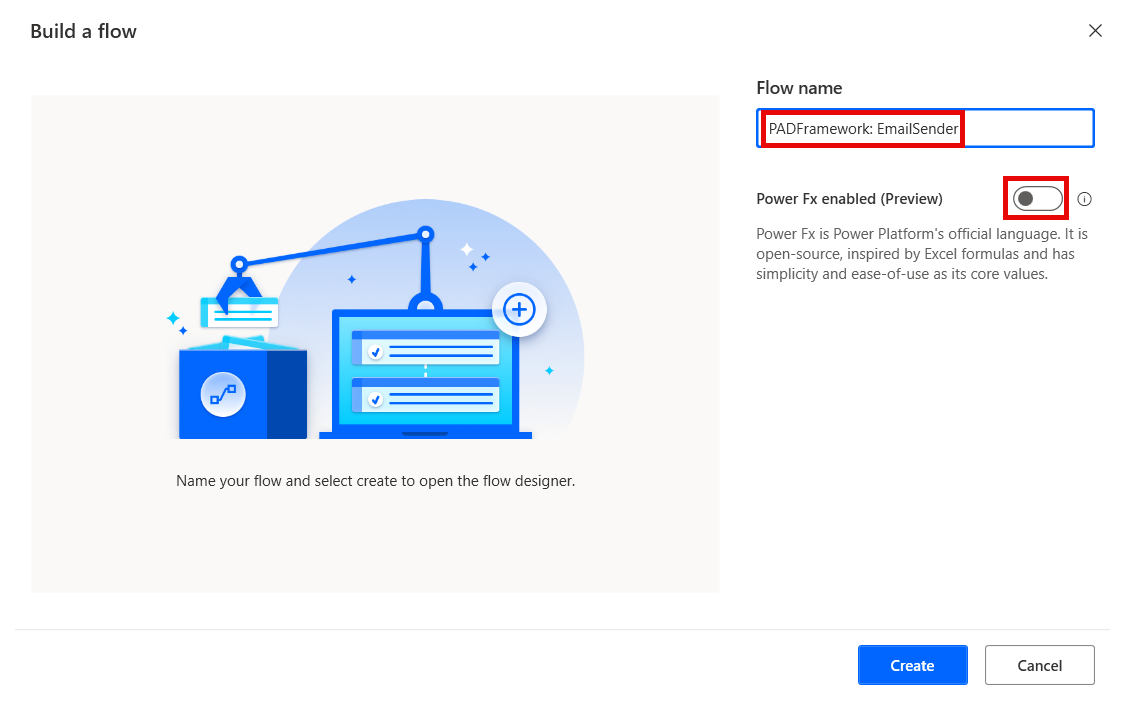 Build a flow
Flow name
PADFramework: EmailSender
Power Fx enabled (Preview)
Power Fx is Power Platform's official language. It is
open-source, inspired by Excel formulas and has
simplicity and ease-of-use as its core values.
Name your flow and select create to open the flow designer.
Create
Cancel